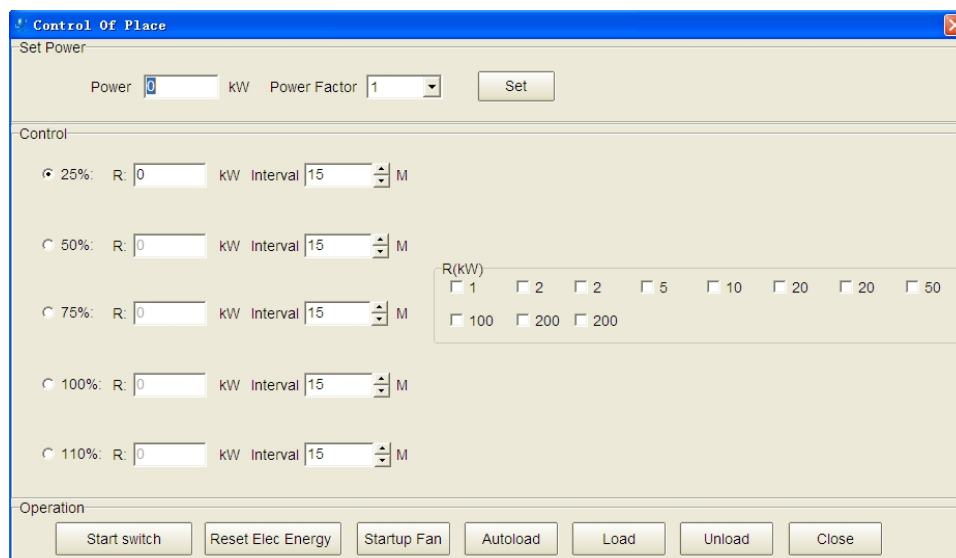 Control Of Place
Set Power
Power 0 kW Power Factor 1 Set
Control
25%: R: 0 kW Interval 15 M
50%: R: 0 kW Interval 15 M
R(kW)
1 2 2 5 10 20 20 50
75%: R: 0 kW Interval 15 M
100 200 200
100%: R: 0 kW Interval 15 M
110%: R: 0 kW Interval 15 M
Operation
Start switch Reset Elec Energy Startup Fan Autoload Load Unload Close